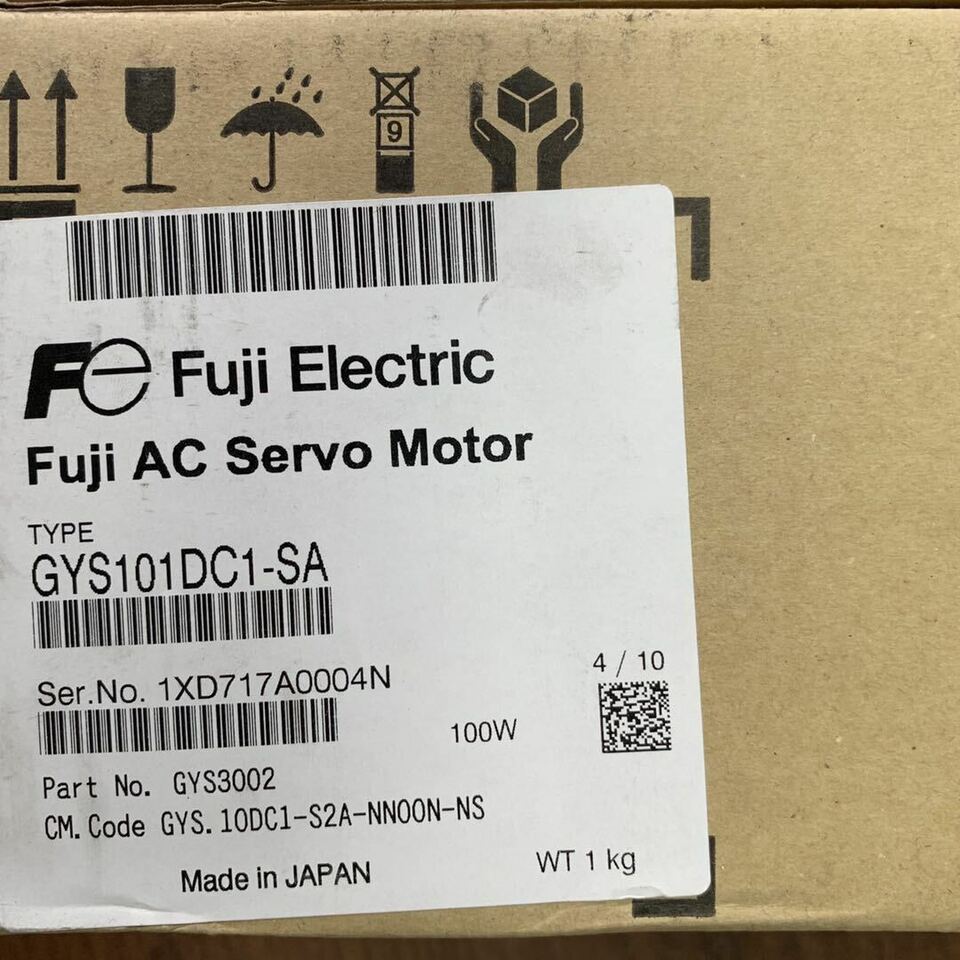 9
Fe Fuji Electric
Fuji AC Servo Motor
TYPE
GYS101DC1-SA
Ser.No. 1XD717A0004N
4 / 10
100W
Part No. GYS3002
CM.Code GYS.10DC1-S2A-NN00N-NS
Made in JAPAN
WT 1 kg